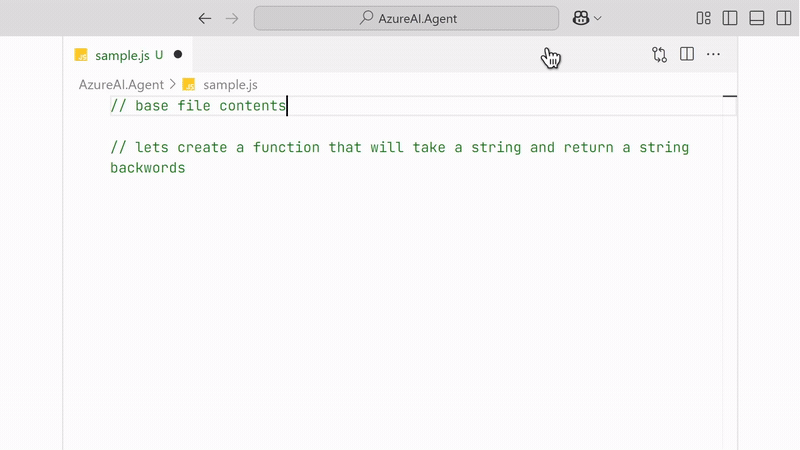 AzureAI.Agent
sample.js U
AzureAI.Agent > sample.js
// base file contents
// lets create a function that will take a string and return a string
backwords